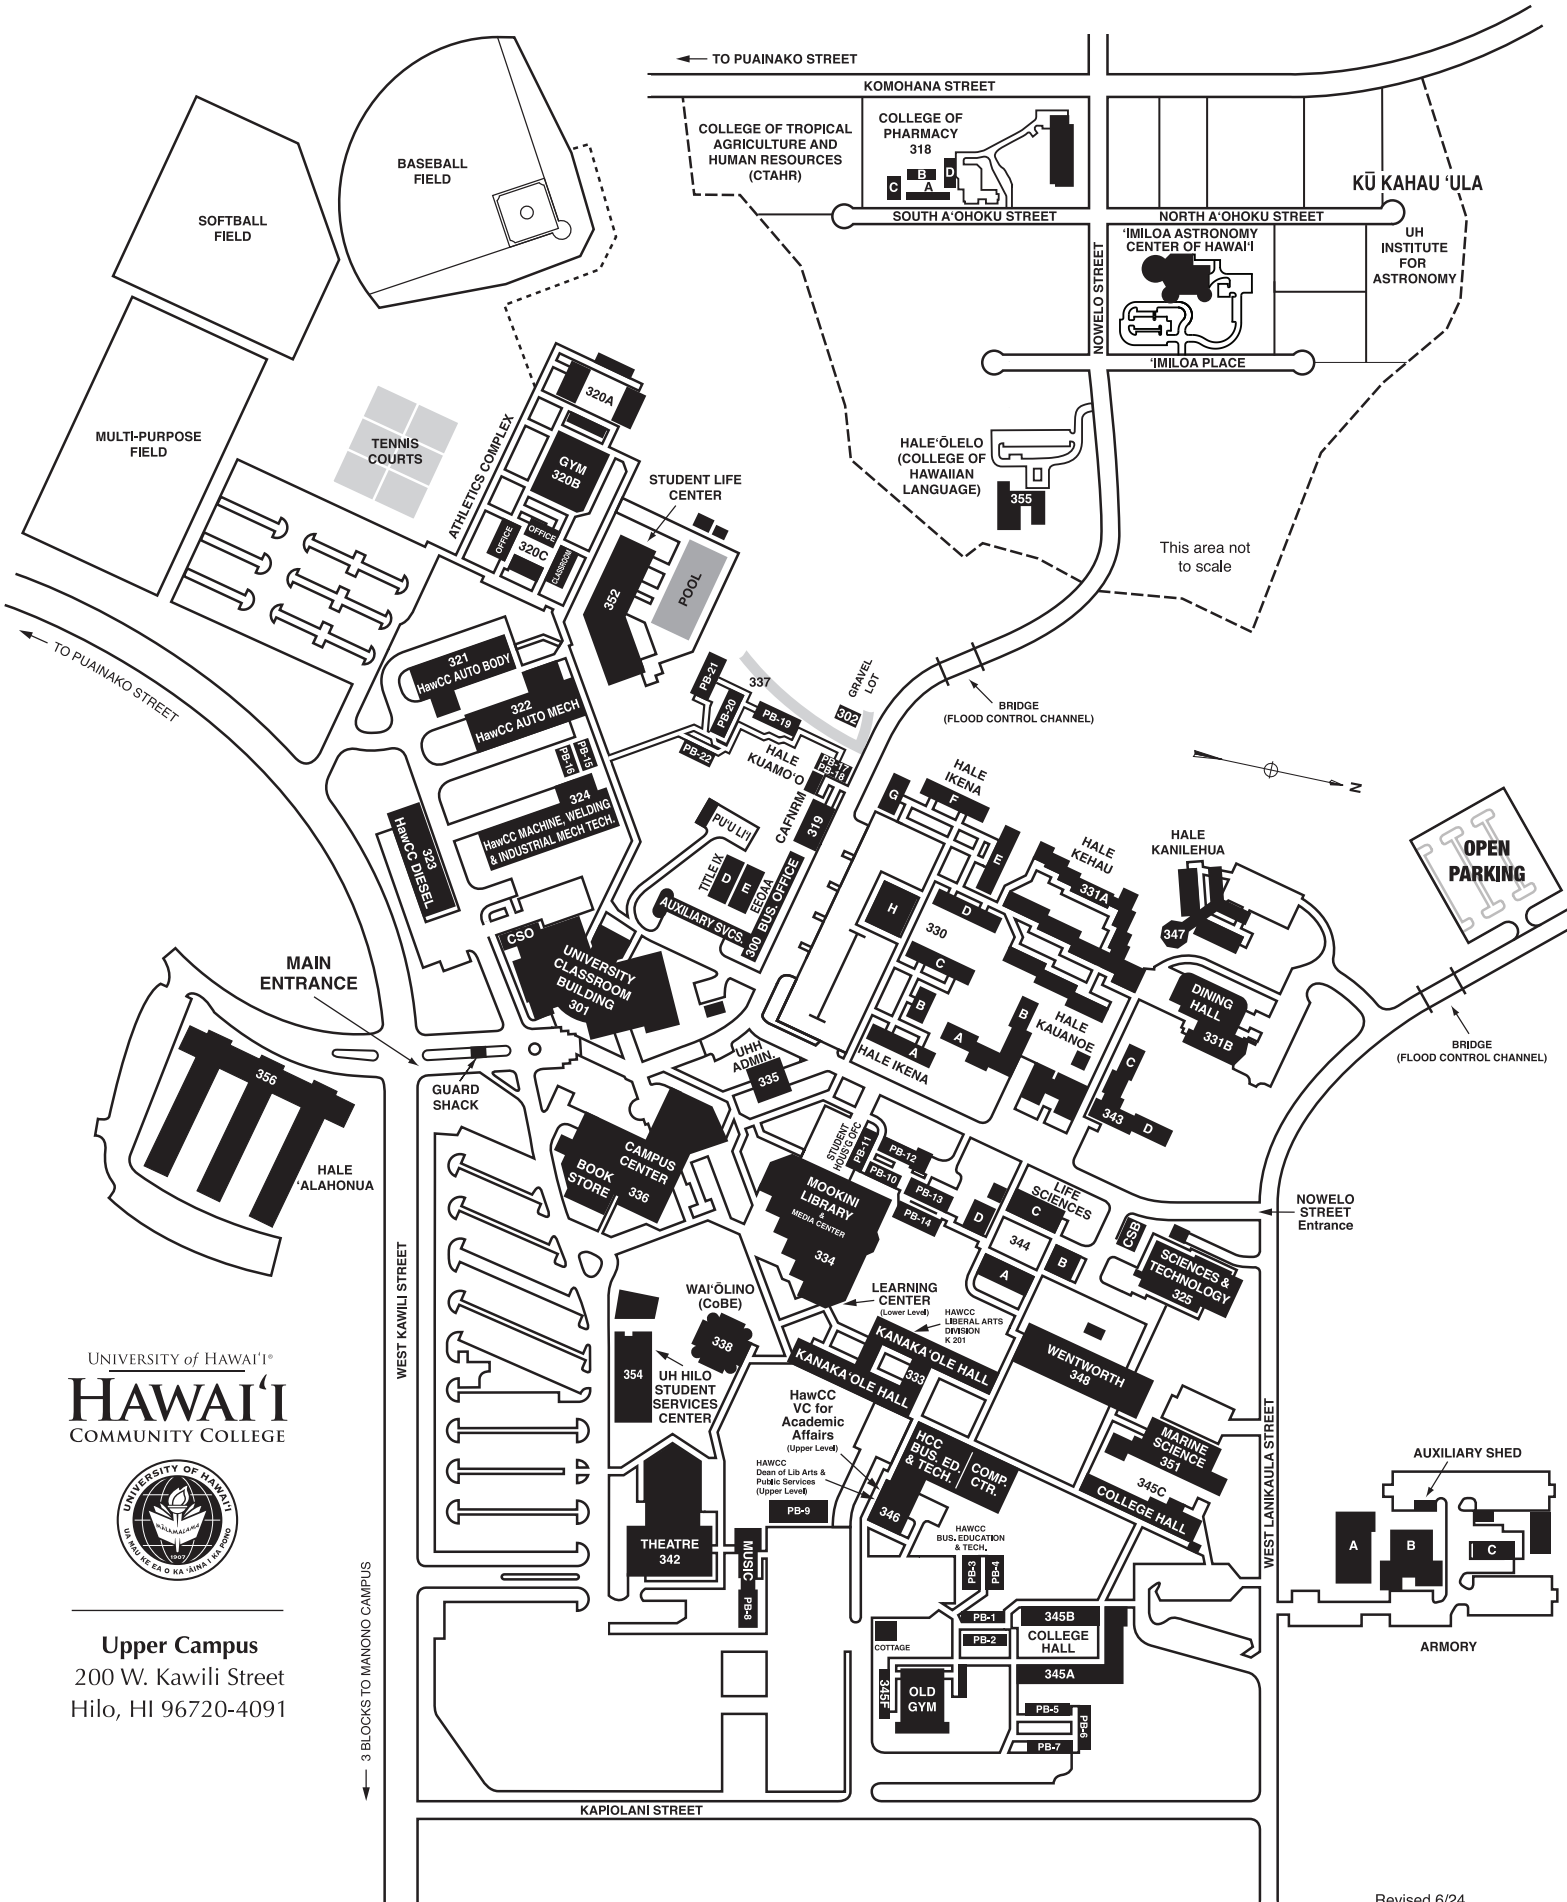 TO PUAINAKO STREET
KOMOHANA STREET
COLLEGE OF TROPICAL
AGRICULTURE AND
HUMAN RESOURCES
(CTAHR)
COLLEGE OF
PHARMACY
318
B
D
C
A
KŪ KAHAU ‘ULA
SOUTH A‘OHOKU STREET
NORTH A‘OHOKU STREET
‘IMILOA ASTRONOMY
CENTER OF HAWAI‘I
UH
INSTITUTE
FOR
ASTRONOMY
NOWELO STREET
‘IMILOA PLACE
HALE‘ŌLELO
(COLLEGE OF
HAWAIIAN
LANGUAGE)
355
This area not
to scale
BASEBALL
FIELD
SOFTBALL
FIELD
MULTI-PURPOSE
FIELD
TENNIS
COURTS
ATHLETICS COMPLEX
320A
GYM
320B
OFFICE
OFFICE
320C
CLASSROOM
STUDENT LIFE
CENTER
352
POOL
TO PUAINAKO STREET
321
HawCC AUTO BODY
322
HawCC AUTO MECH
PB-16
PB-15
324
HawCC MACHINE, WELDING
& INDUSTRIAL MECH TECH.
323
HawCC DIESEL
PB-21
PB-20
337
PB-19
PB-22
HALE
KUAMO‘O
GRAVEL
LOT
302
PB-17
PB-18
CAFNRM
319
BRIDGE
(FLOOD CONTROL CHANNEL)
PU‘U LI‘I
TITLE IX
D
E
EEOAA
AUXILIARY SVCS.
300 BUS. OFFICE
HALE
IKENA
G
F
E
H
D
330
C
B
A
HALE IKENA
HALE
KEHAU
331A
HALE
KANILEHUA
347
N
OPEN
PARKING
DINING
HALL
331B
BRIDGE
(FLOOD CONTROL CHANNEL)
B
HALE
KAUANOE
A
C
343
D
CSO
UNIVERSITY
CLASSROOM
BUILDING
301
MAIN
ENTRANCE
GUARD
SHACK
356
HALE
‘ALAHONUA
UHH
ADMIN.
335
CAMPUS
CENTER
BOOK
STORE
336
STUDENT
HOUS'G OFC
PB-11
PB-12
PB-10
PB-13
PB-14
MOOKINI
LIBRARY
&
MEDIA CENTER
334
LIFE
SCIENCES
D
C
344
B
A
CSB
SCIENCES &
TECHNOLOGY
325
NOWELO
STREET
Entrance
WEST KAWILI STREET
WAI‘ŌLINO
(CoBE)
338
LEARNING
CENTER
(Lower Level)
HAWCC
LIBERAL ARTS
DIVISION
K 201
KANAKA‘OLE HALL
333
KANAKA‘OLE HALL
WENTWORTH
348
354
UH HILO
STUDENT
SERVICES
CENTER
HawCC
VC for
Academic
Affairs
(Upper Level)
HAWCC
Dean of Lib Arts &
Public Services
(Upper Level)
HCC
BUS. ED.
& TECH.
COMP.
CTR.
346
MARINE
SCIENCE
351
345C
COLLEGE HALL
WEST LANIKAULA STREET
UNIVERSITY of HAWAI‘I®
HAWAI‘I
COMMUNITY COLLEGE
UNIVERSITY OF HAWAI‘I
MĀLAMALAMA
1907
UA MAU KE EA O KA ‘ĀINA I KA PONO
THEATRE
342
MUSIC
PB-8
PB-9
HAWCC
BUS. EDUCATION
& TECH.
PB-3
PB-4
PB-1
PB-2
345B
COLLEGE
HALL
345A
COTTAGE
345F
OLD
GYM
PB-5
PB-6
PB-7
AUXILIARY SHED
A
B
C
ARMORY
Upper Campus
200 W. Kawili Street
Hilo, HI 96720-4091
3 BLOCKS TO MANONO CAMPUS
KAPIOLANI STREET
Revised 6/24